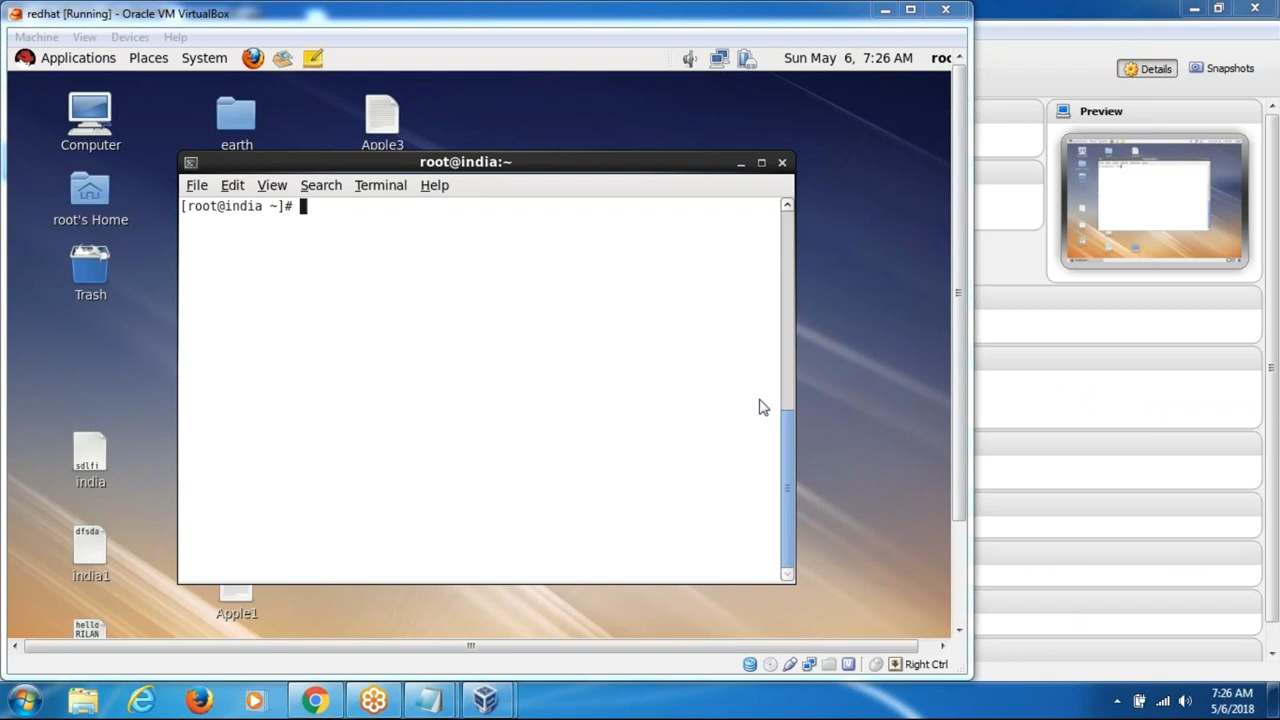 redhat [Running] - Oracle VM VirtualBox
Machine View Devices Help
Applications Places System
Sun May 6, 7:26 AM roo
Details
Snapshots
Preview
Computer
earth
Apple3
root@india:~
File Edit View Search Terminal Help
[root@india ~]#
root's Home
Trash
sdlfi
india
dfsda
india1
Apple1
hello
RILAN
Right Ctrl
7:26 AM
5/6/2018